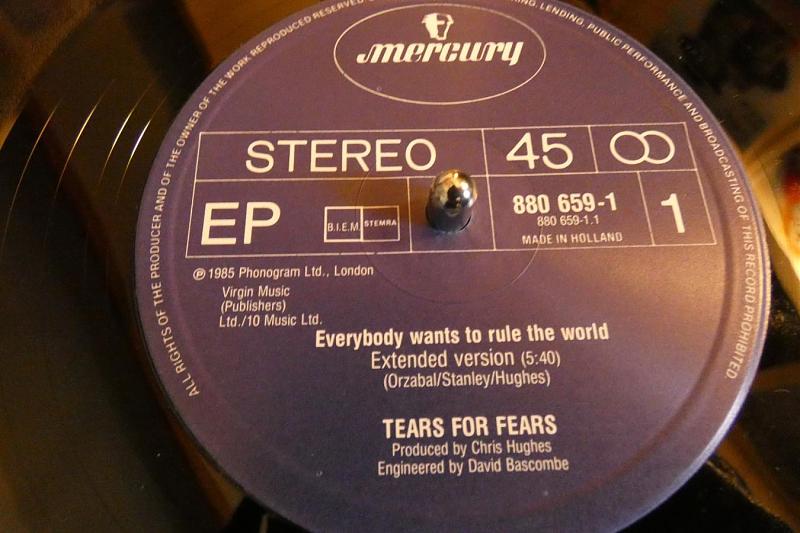 ALL RIGHTS OF THE PRODUCER AND OF THE OWNER OF THE WORK REPRODUCED RESERVED
LENDING, PUBLIC PERFORMANCE AND BROADCASTING OF THIS RECORD PROHIBITED.
mercury
STEREO 45
EP B.I.E.M. STEMRA 880 659-1 1
880 659-1.1
MADE IN HOLLAND
℗ 1985 Phonogram Ltd., London
Virgin Music
(Publishers)
Ltd./10 Music Ltd.
Everybody wants to rule the world
Extended version (5:40)
(Orzabal/Stanley/Hughes)
TEARS FOR FEARS
Produced by Chris Hughes
Engineered by David Bascombe